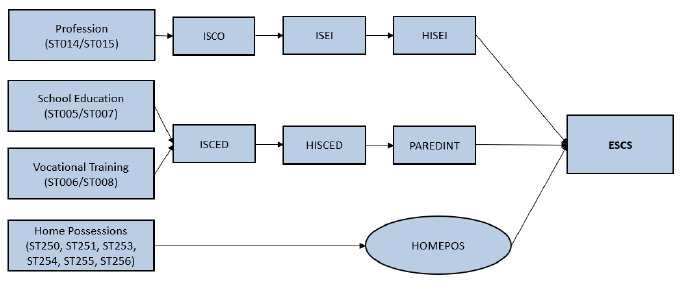 Profession
(ST014/ST015)
ISCO
ISEI
HISEI
School Education
(ST005/ST007)
ISCED
HISCED
PAREDINT
ESCS
Vocational Training
(ST006/ST008)
Home Possessions
(ST250, ST251, ST253,
ST254, ST255, ST256)
HOMEPOS